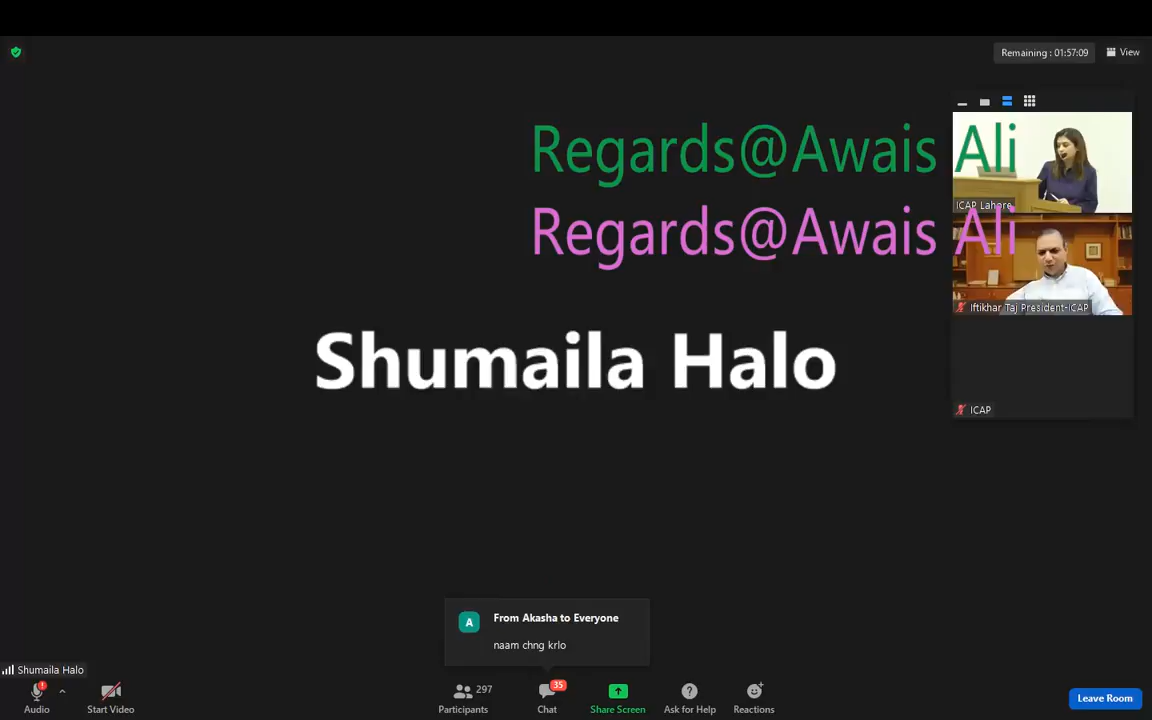 Remaining : 01:57:09
View
Regards@Awais Ali
ICAP Lahore
Regards@Awais Ali
Iftikhar Taj President-ICAP
Shumaila Halo
ICAP
A
From Akasha to Everyone
naam chng krlo
Shumaila Halo
Audio
Start Video
297
Participants
35
Chat
Share Screen
Ask for Help
Reactions
Leave Room